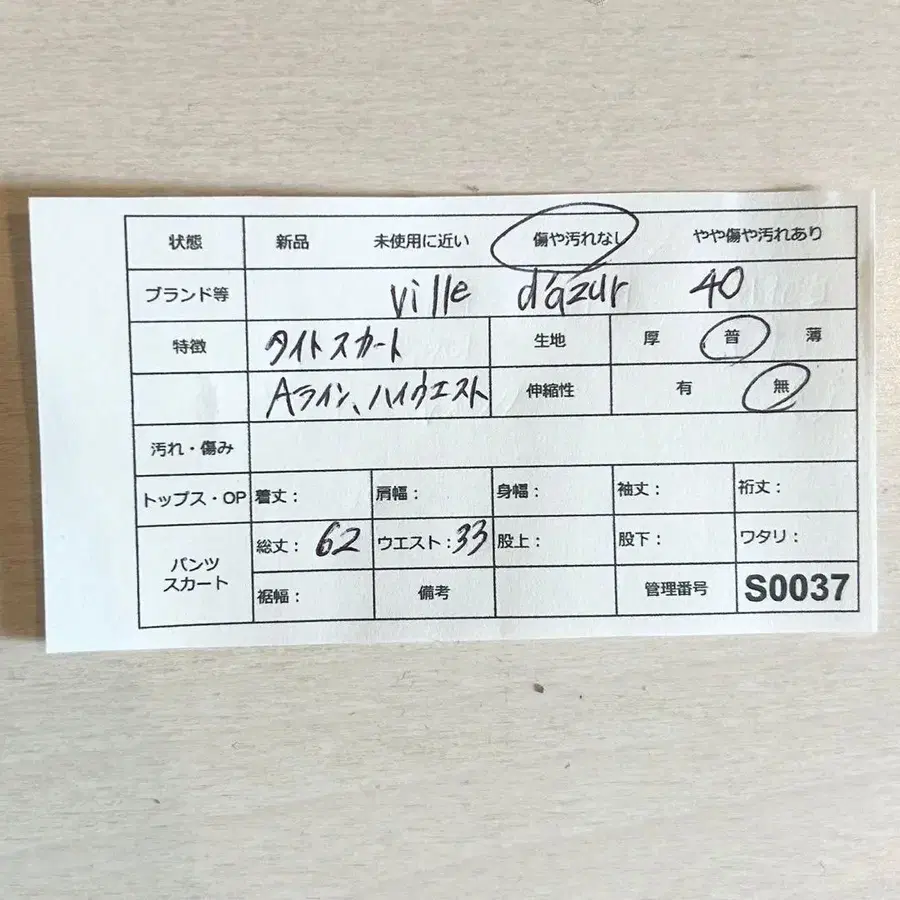 状態 新品 未使用に近い 傷や汚れなし やや傷や汚れあり
ブランド等 ville d'azur 40
特徴 タイトスカート 生地 厚 普 薄
Aライン、ハイウエスト 伸縮性 有 無
汚れ・傷み
トップス・OP 着丈： 肩幅： 身幅： 袖丈： 裄丈：
パンツ スカート 総丈：62 ウエスト：33 股上： 股下： ワタリ：
裾幅： 備考 管理番号 S0037